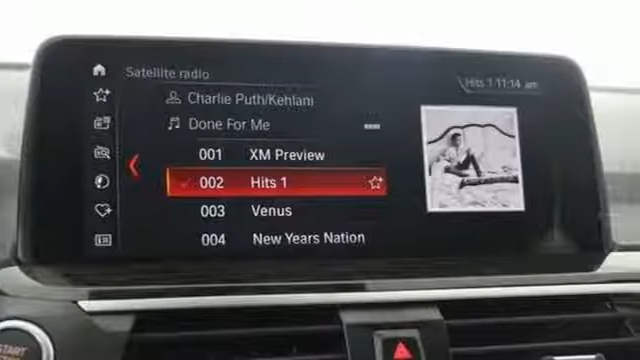 Satellite radio
Hits 1 11:14 am
Charlie Puth/Kehlani
Done For Me
001 XM Preview
002 Hits 1
003 Venus
004 New Years Nation
START